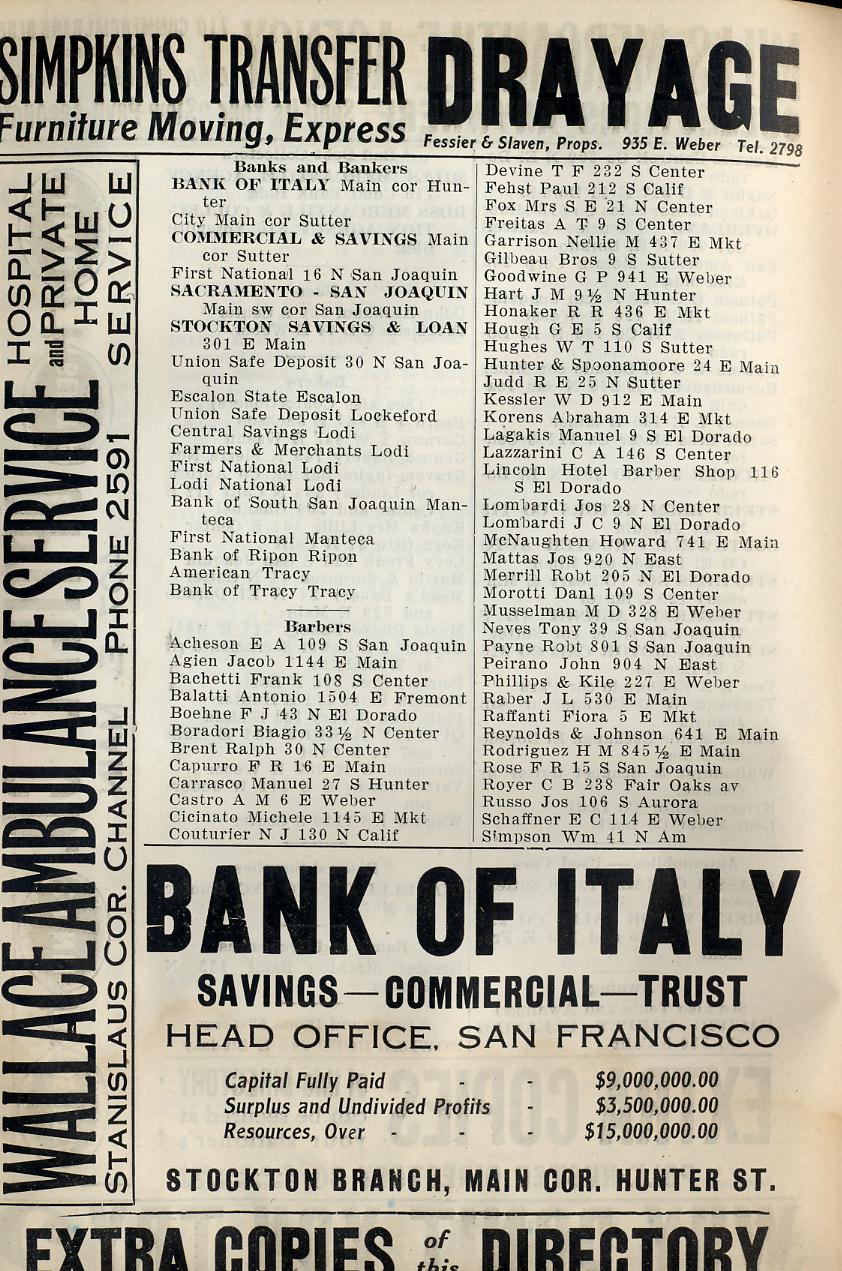 SIMPKINS TRANSFER DRAYAGE
Furniture Moving, Express Fessier & Slaven, Props. 935 E. Weber Tel. 2798
WALLACE AMBULANCE SERVICE HOSPITAL and PRIVATE HOME
STANISLAUS COR. CHANNEL PHONE 2591 SERVICE
Banks and Bankers
BANK OF ITALY Main cor Hun-
ter
City Main cor Sutter
COMMERCIAL & SAVINGS Main
cor Sutter
First National 16 N San Joaquin
SACRAMENTO - SAN JOAQUIN
Main sw cor San Joaquin
STOCKTON SAVINGS & LOAN
301 E Main
Union Safe Deposit 30 N San Joa-
quin
Escalon State Escalon
Union Safe Deposit Lockeford
Central Savings Lodi
Farmers & Merchants Lodi
First National Lodi
Lodi National Lodi
Bank of South San Joaquin Man-
teca
First National Manteca
Bank of Ripon Ripon
American Tracy
Bank of Tracy Tracy
Barbers
Acheson E A 109 S San Joaquin
Agien Jacob 1144 E Main
Bachetti Frank 108 S Center
Balatti Antonio 1504 E Fremont
Boehne F J 43 N El Dorado
Boradori Biagio 33½ N Center
Brent Ralph 30 N Center
Capurro F R 16 E Main
Carrasco Manuel 27 S Hunter
Castro A M 6 E Weber
Cicinato Michele 1145 E Mkt
Couturier N J 130 N Calif
Devine T F 232 S Center
Fehst Paul 212 S Calif
Fox Mrs S E 21 N Center
Freitas A T 9 S Center
Garrison Nellie M 437 E Mkt
Gilbeau Bros 9 S Sutter
Goodwine G P 941 E Weber
Hart J M 9½ N Hunter
Honaker R R 436 E Mkt
Hough G E 5 S Calif
Hughes W T 110 S Sutter
Hunter & Spoonamoore 24 E Main
Judd R E 25 N Sutter
Kessler W D 912 E Main
Korens Abraham 314 E Mkt
Lagakis Manuel 9 S El Dorado
Lazzarini C A 146 S Center
Lincoln Hotel Barber Shop 116
S El Dorado
Lombardi Jos 28 N Center
Lombardi J C 9 N El Dorado
McNaughten Howard 741 E Main
Mattas Jos 920 N East
Merrill Robt 205 N El Dorado
Morotti Danl 109 S Center
Musselman M D 328 E Weber
Neves Tony 39 S San Joaquin
Payne Robt 801 S San Joaquin
Peirano John 904 N East
Phillips & Kile 227 E Weber
Raber J L 530 E Main
Raffanti Fiora 5 E Mkt
Reynolds & Johnson 641 E Main
Rodriguez H M 845½ E Main
Rose F R 15 S San Joaquin
Royer C B 238 Fair Oaks av
Russo Jos 106 S Aurora
Schaffner E C 114 E Weber
Simpson Wm 41 N Am
BANK OF ITALY
SAVINGS—COMMERCIAL—TRUST
HEAD OFFICE, SAN FRANCISCO
Capital Fully Paid - - $9,000,000.00
Surplus and Undivided Profits - $3,500,000.00
Resources, Over - - - $15,000,000.00
STOCKTON BRANCH, MAIN COR. HUNTER ST.
EXTRA COPIES of this DIRECTORY